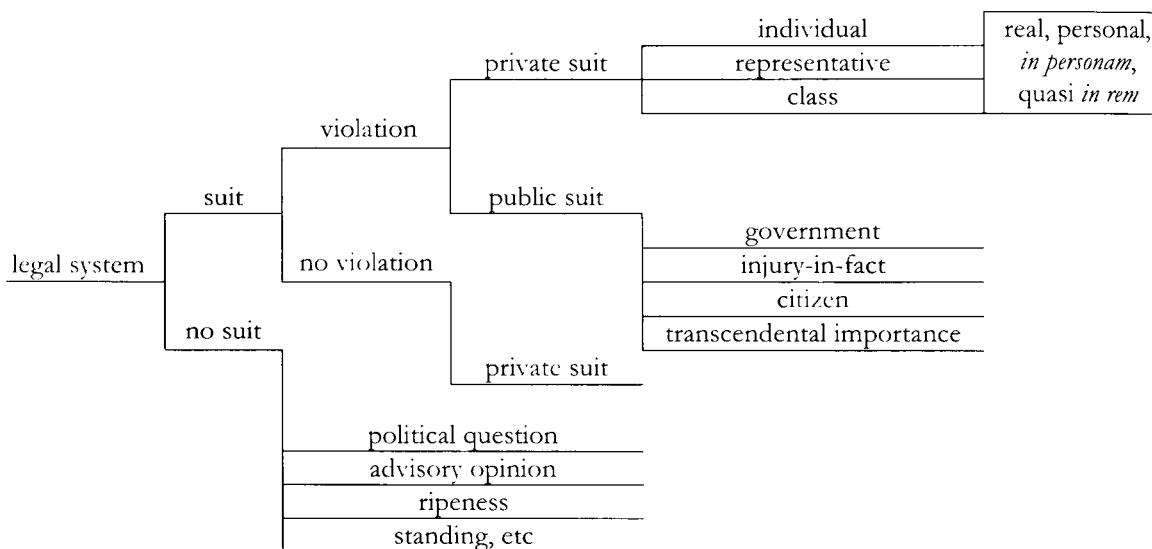 individual
real, personal,
private suit
representative
in personam,
class
quasi in rem
violation
suit
public suit
government
legal system
no violation
injury-in-fact
citizen
no suit
transcendental importance
private suit
political question
advisory opinion
ripeness
standing, etc